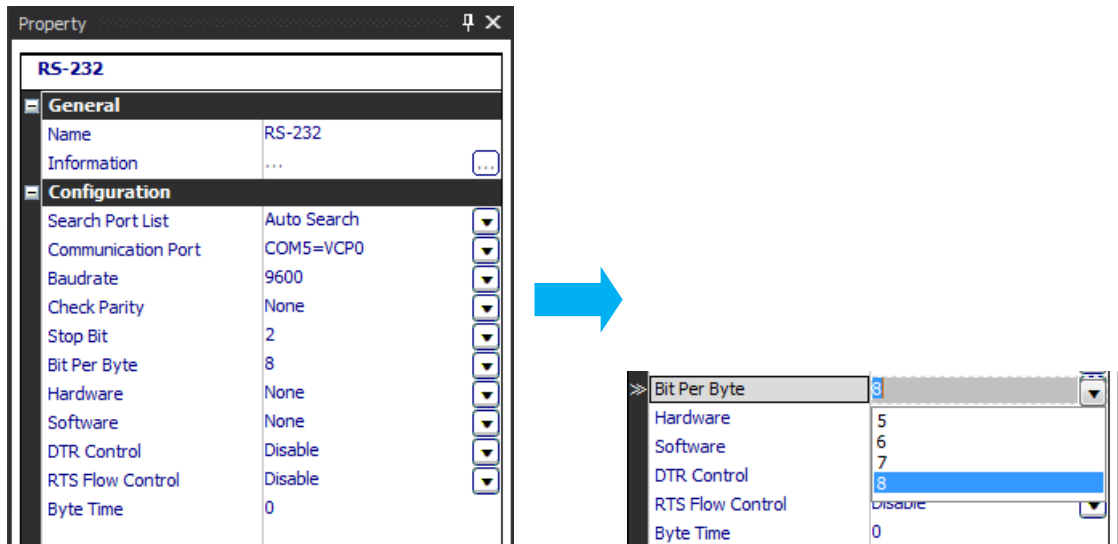 Property
RS-232
General
Name RS-232
Information ... ...
Configuration
Search Port List Auto Search
Communication Port COM5=VCP0
Baudrate 9600
Check Parity None
Stop Bit 2
Bit Per Byte 8
Hardware None
Software None
DTR Control Disable
RTS Flow Control Disable
Byte Time 0
Bit Per Byte 8
Hardware 5
Software 6
7
DTR Control 8
RTS Flow Control Disable
Byte Time 0